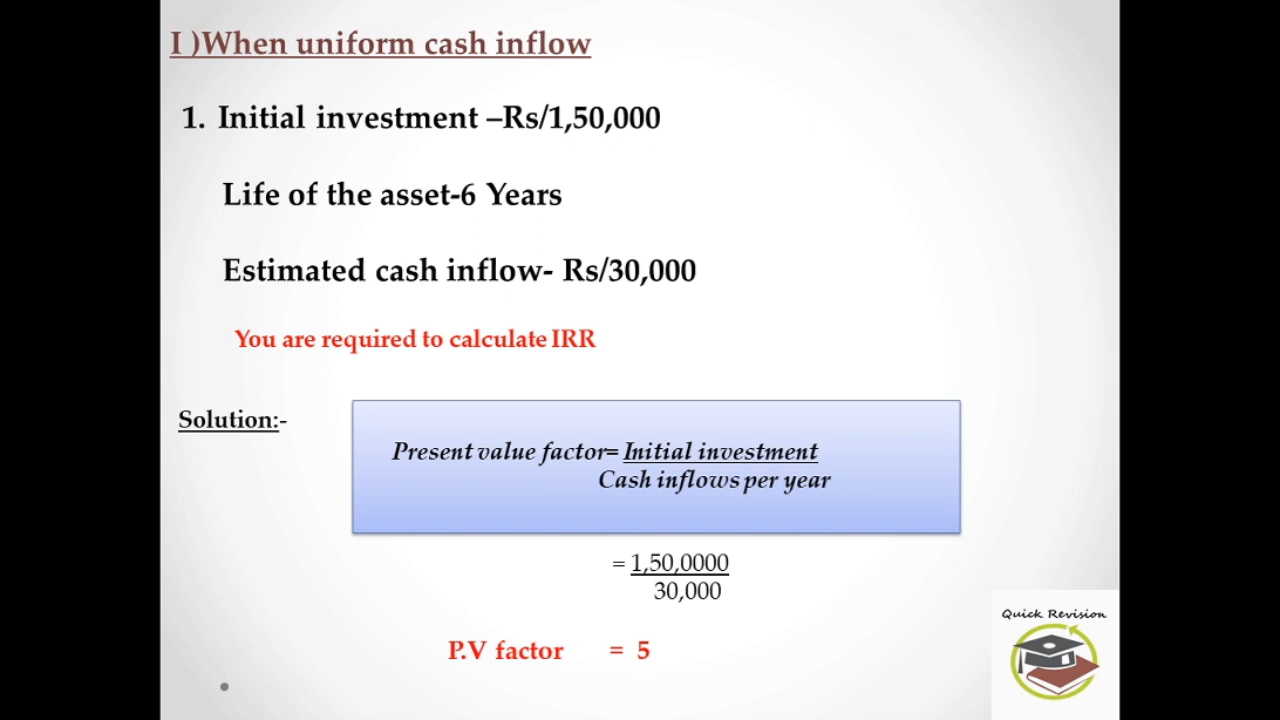 I )When uniform cash inflow
1. Initial investment –Rs/1,50,000
Life of the asset-6 Years
Estimated cash inflow- Rs/30,000
You are required to calculate IRR
Solution:-
Present value factor= Initial investment
Cash inflows per year
= 1,50,0000
30,000
P.V factor = 5
Quick Revision